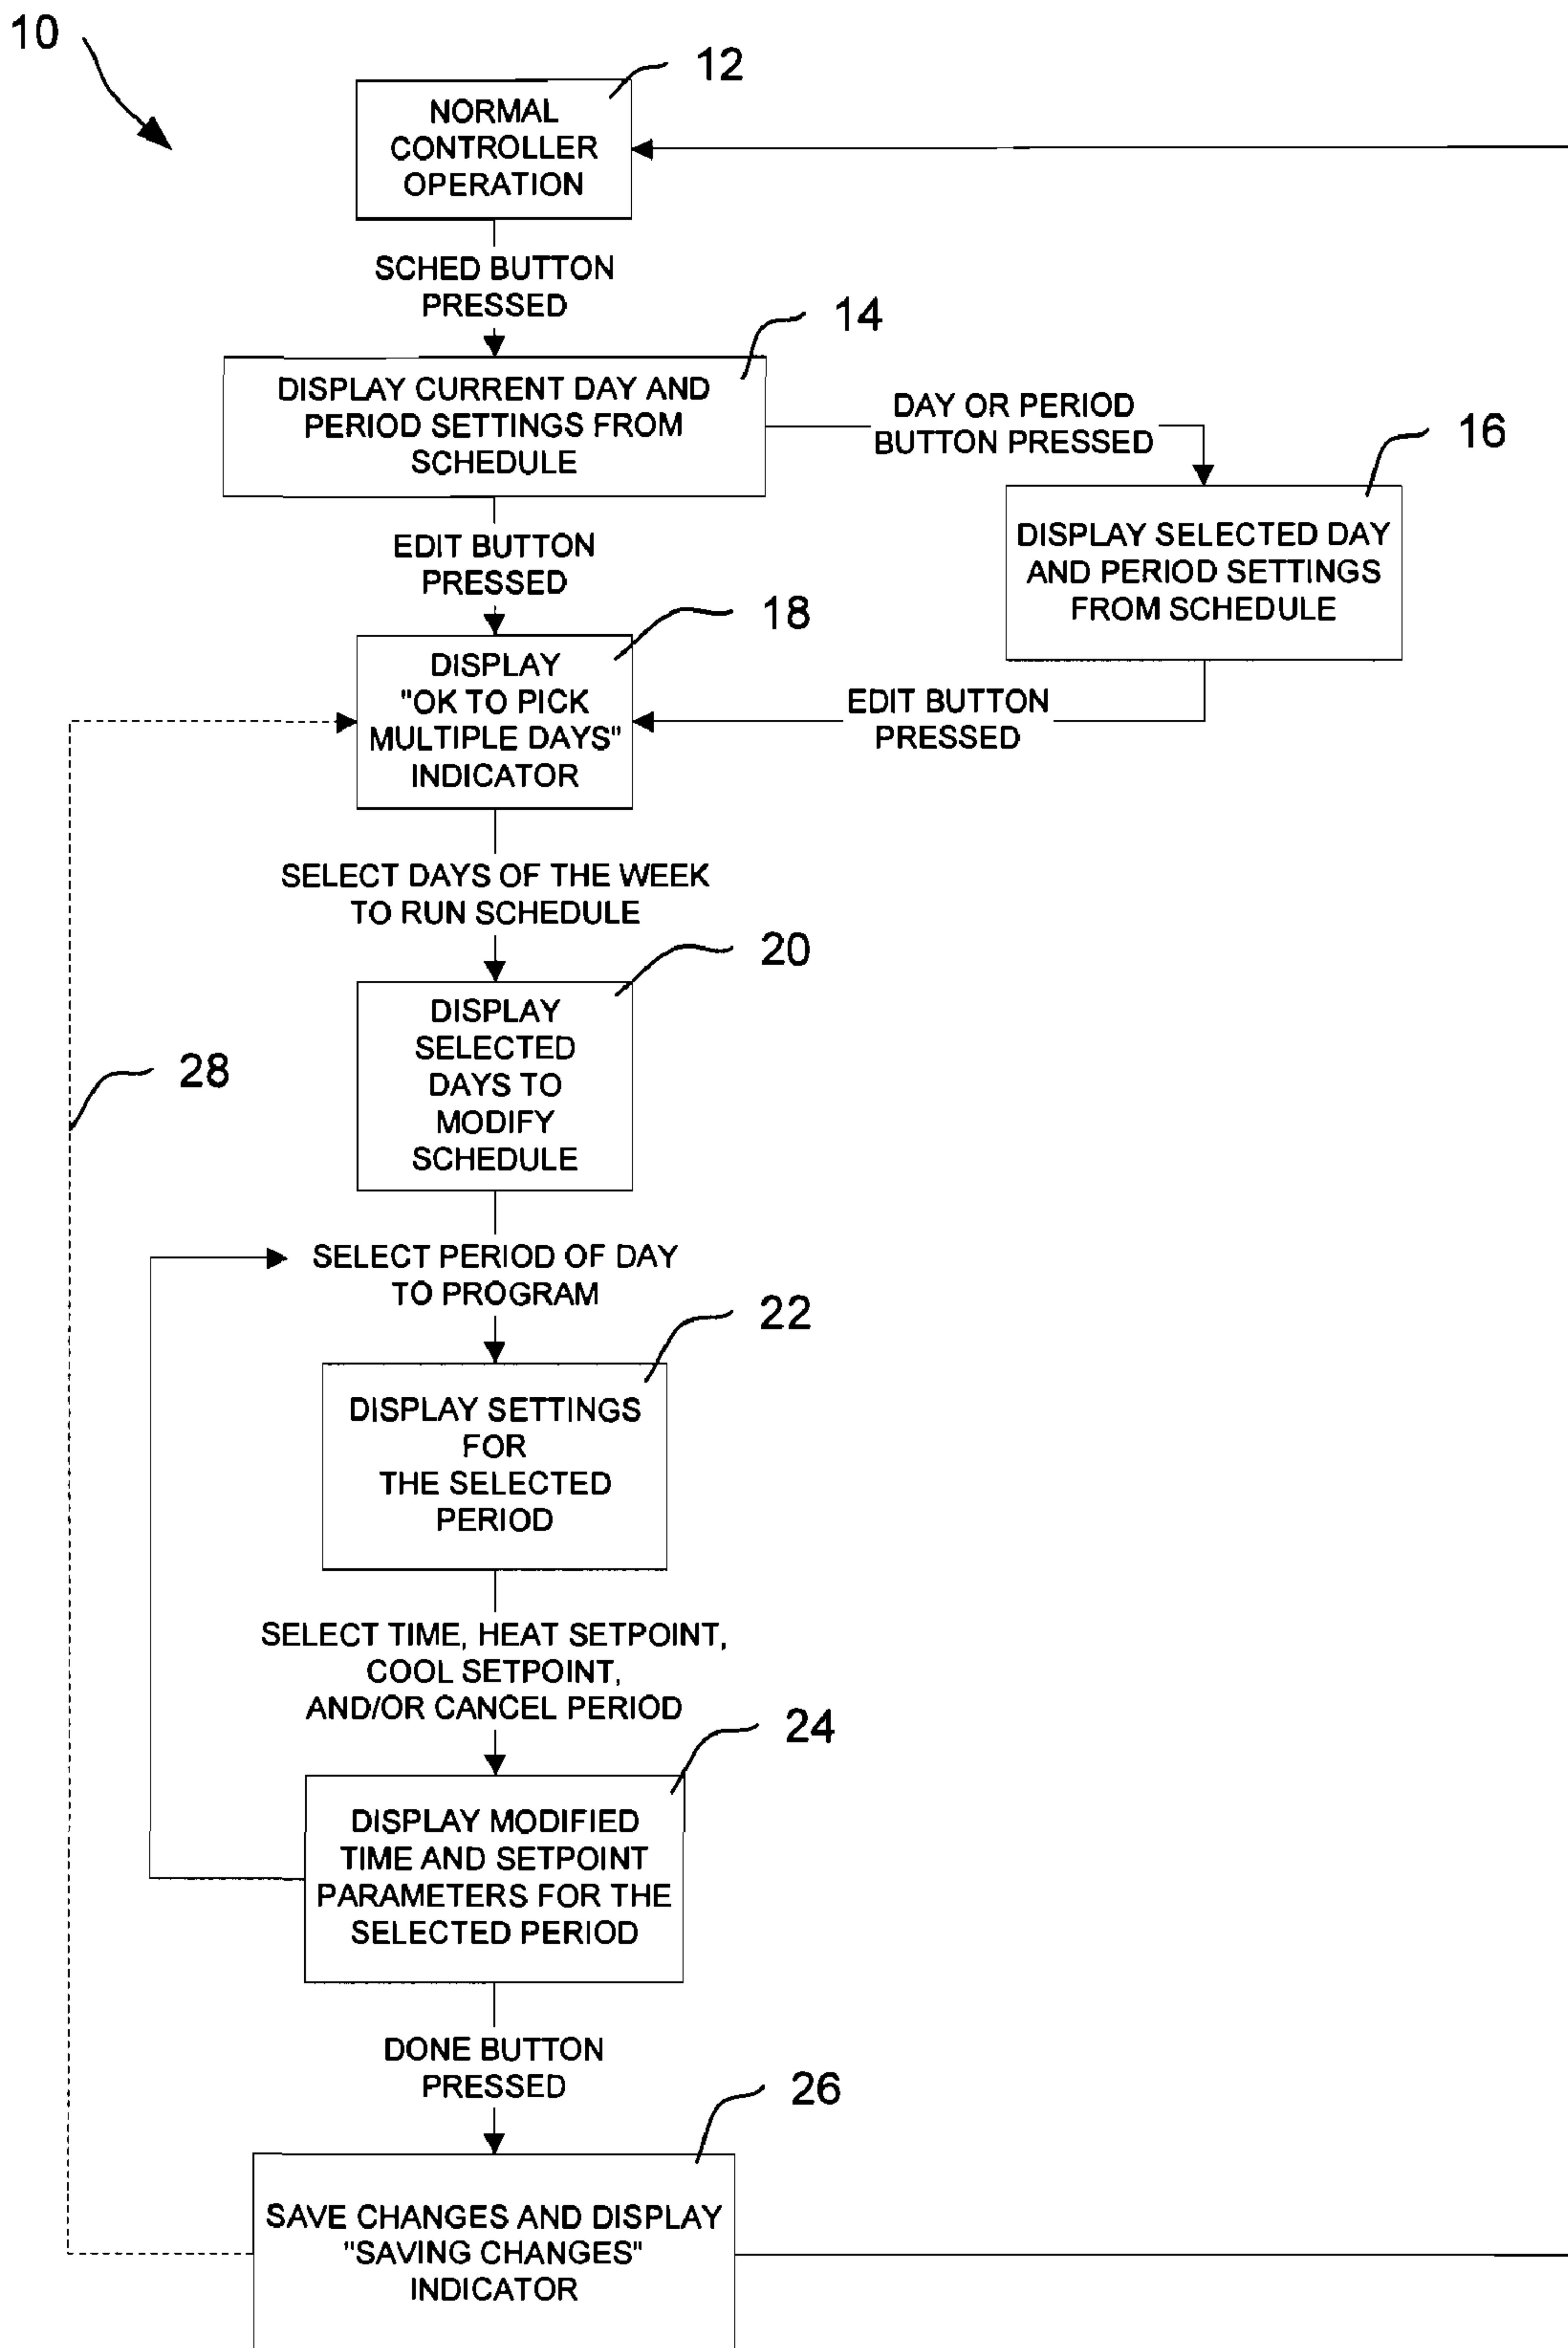 10
12
NORMAL
CONTROLLER
OPERATION
SCHED BUTTON
PRESSED
14
DISPLAY CURRENT DAY AND
PERIOD SETTINGS FROM
SCHEDULE
DAY OR PERIOD
BUTTON PRESSED
16
DISPLAY SELECTED DAY
AND PERIOD SETTINGS
FROM SCHEDULE
EDIT BUTTON
PRESSED
18
DISPLAY
"OK TO PICK
MULTIPLE DAYS"
INDICATOR
EDIT BUTTON
PRESSED
SELECT DAYS OF THE WEEK
TO RUN SCHEDULE
20
DISPLAY
SELECTED
DAYS TO
MODIFY
SCHEDULE
28
SELECT PERIOD OF DAY
TO PROGRAM
22
DISPLAY SETTINGS
FOR
THE SELECTED
PERIOD
SELECT TIME, HEAT SETPOINT,
COOL SETPOINT,
AND/OR CANCEL PERIOD
24
DISPLAY MODIFIED
TIME AND SETPOINT
PARAMETERS FOR THE
SELECTED PERIOD
DONE BUTTON
PRESSED
26
SAVE CHANGES AND DISPLAY
"SAVING CHANGES"
INDICATOR